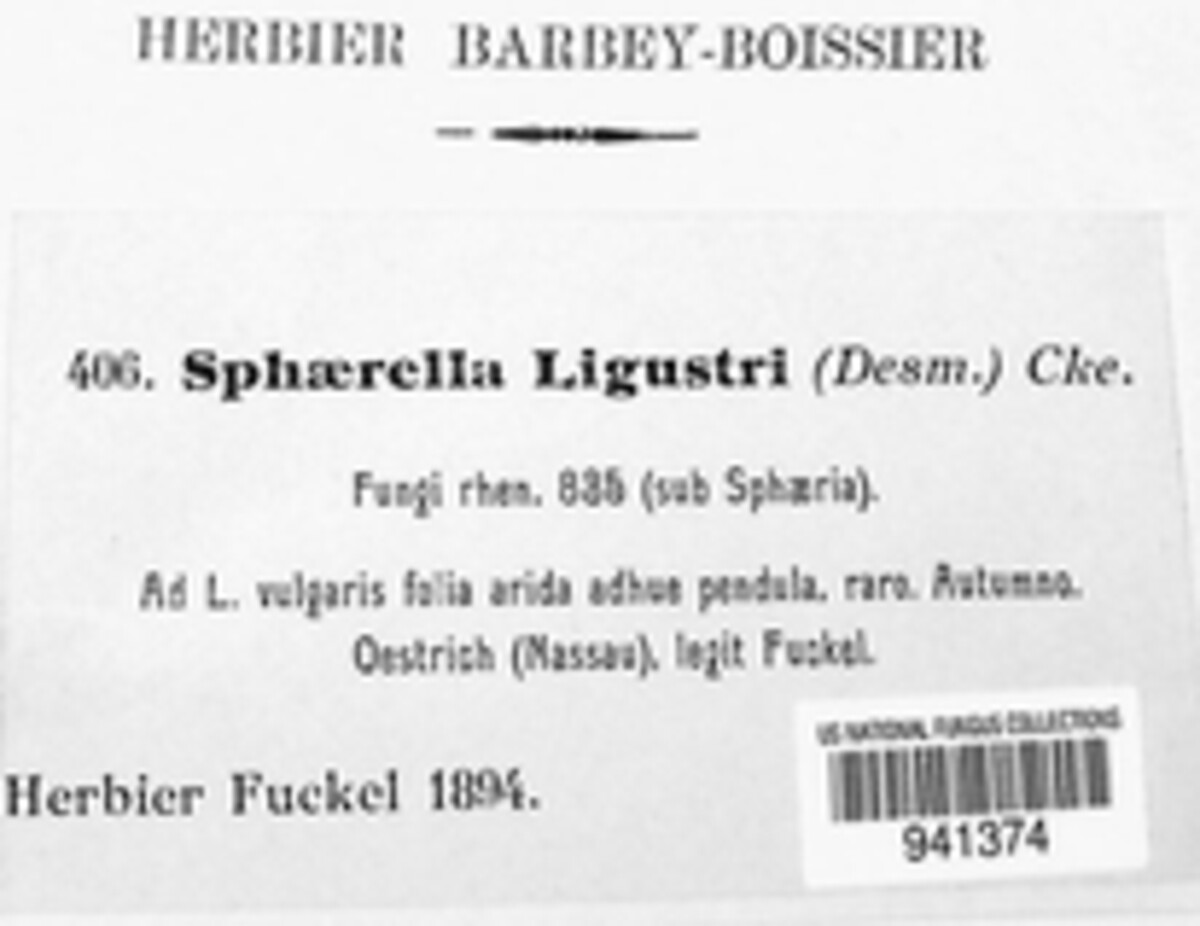 HERBIER BARBEY-BOISSIER
406. Sphærella Ligustri (Desm.) Cke.
Fungi rhen. 835 (sub Sphæria).
Ad L. vulgaris folia arida adhuc pendula, raro. Autumno.
Oestrich (Nassau), legit Fuckel.
Herbier Fuckel 1894.
US NATIONAL FUNGUS COLLECTIONS
941374